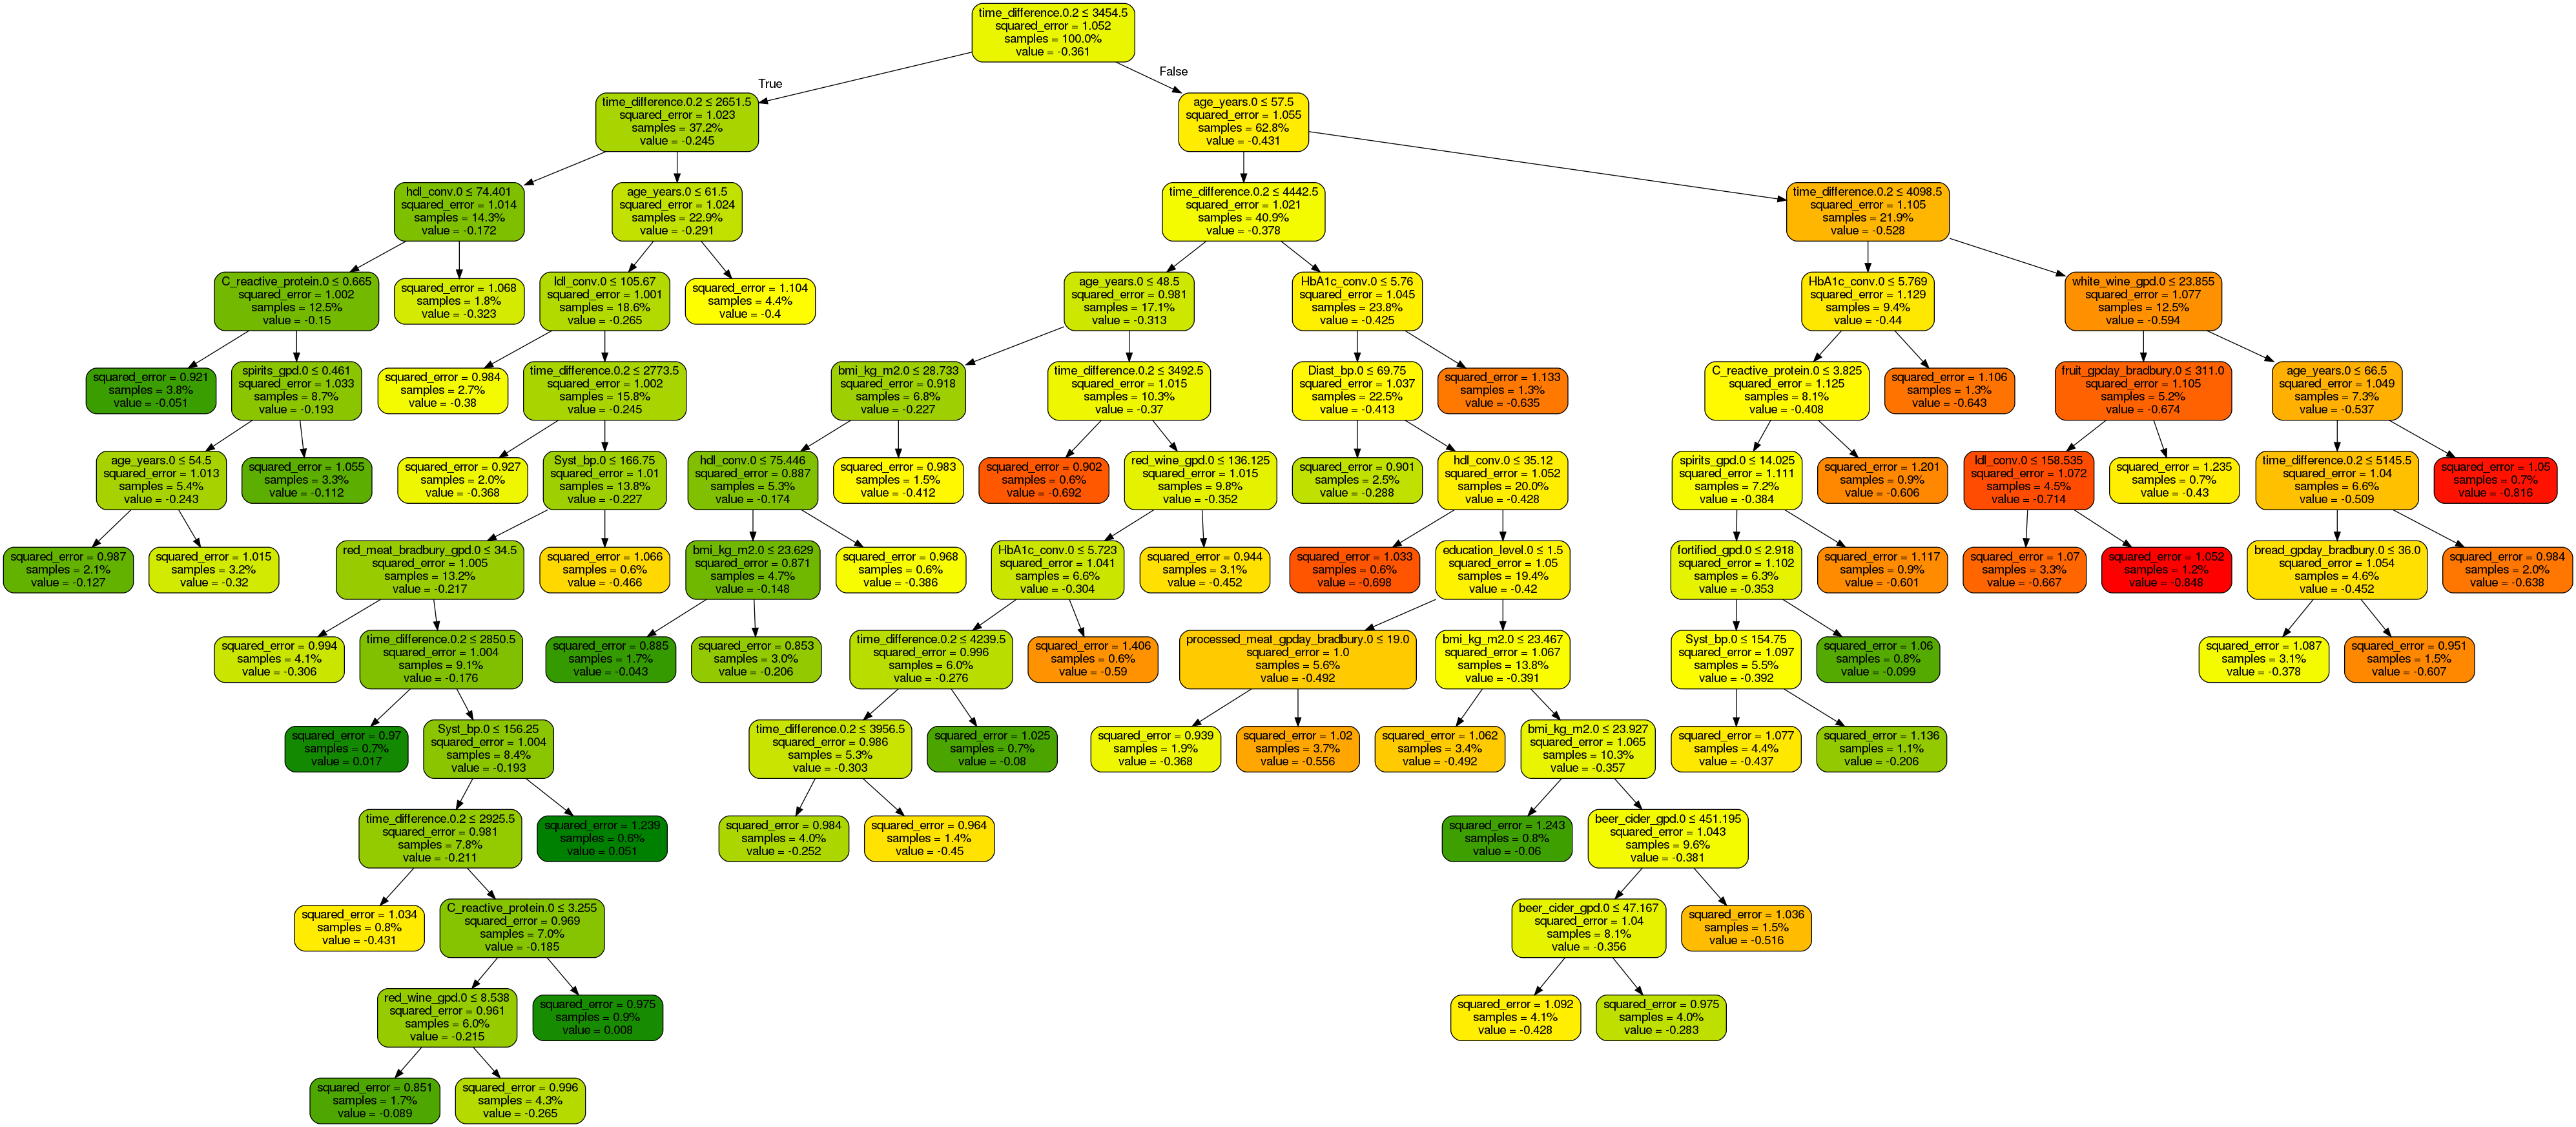 time_difference.0.2 ≤ 3454.5
squared_error = 1.052
samples = 100.0%
value = -0.361
True
False
time_difference.0.2 ≤ 2651.5
squared_error = 1.023
samples = 37.2%
value = -0.245
age_years.0 ≤ 57.5
squared_error = 1.055
samples = 62.8%
value = -0.431
hdl_conv.0 ≤ 74.401
squared_error = 1.014
samples = 14.3%
value = -0.172
age_years.0 ≤ 61.5
squared_error = 1.024
samples = 22.9%
value = -0.291
time_difference.0.2 ≤ 4442.5
squared_error = 1.021
samples = 40.9%
value = -0.378
time_difference.0.2 ≤ 4098.5
squared_error = 1.105
samples = 21.9%
value = -0.528
C_reactive_protein.0 ≤ 0.665
squared_error = 1.002
samples = 12.5%
value = -0.15
squared_error = 1.068
samples = 1.8%
value = -0.323
ldl_conv.0 ≤ 105.67
squared_error = 1.001
samples = 18.6%
value = -0.265
squared_error = 1.104
samples = 4.4%
value = -0.4
age_years.0 ≤ 48.5
squared_error = 0.981
samples = 17.1%
value = -0.313
HbA1c_conv.0 ≤ 5.76
squared_error = 1.045
samples = 23.8%
value = -0.425
HbA1c_conv.0 ≤ 5.769
squared_error = 1.129
samples = 9.4%
value = -0.44
white_wine_gpd.0 ≤ 23.855
squared_error = 1.077
samples = 12.5%
value = -0.594
squared_error = 0.921
samples = 3.8%
value = -0.051
spirits_gpd.0 ≤ 0.461
squared_error = 1.033
samples = 8.7%
value = -0.193
squared_error = 0.984
samples = 2.7%
value = -0.38
time_difference.0.2 ≤ 2773.5
squared_error = 1.002
samples = 15.8%
value = -0.245
bmi_kg_m2.0 ≤ 28.733
squared_error = 0.918
samples = 6.8%
value = -0.227
time_difference.0.2 ≤ 3492.5
squared_error = 1.015
samples = 10.3%
value = -0.37
Diast_bp.0 ≤ 69.75
squared_error = 1.037
samples = 22.5%
value = -0.413
squared_error = 1.133
samples = 1.3%
value = -0.635
C_reactive_protein.0 ≤ 3.825
squared_error = 1.125
samples = 8.1%
value = -0.408
squared_error = 1.106
samples = 1.3%
value = -0.643
fruit_gpday_bradbury.0 ≤ 311.0
squared_error = 1.105
samples = 5.2%
value = -0.674
age_years.0 ≤ 66.5
squared_error = 1.049
samples = 7.3%
value = -0.537
age_years.0 ≤ 54.5
squared_error = 1.013
samples = 5.4%
value = -0.243
squared_error = 1.055
samples = 3.3%
value = -0.112
squared_error = 0.927
samples = 2.0%
value = -0.368
Syst_bp.0 ≤ 166.75
squared_error = 1.01
samples = 13.8%
value = -0.227
hdl_conv.0 ≤ 75.446
squared_error = 0.887
samples = 5.3%
value = -0.174
squared_error = 0.983
samples = 1.5%
value = -0.412
squared_error = 0.902
samples = 0.6%
value = -0.692
red_wine_gpd.0 ≤ 136.125
squared_error = 1.015
samples = 9.8%
value = -0.352
squared_error = 0.901
samples = 2.5%
value = -0.288
hdl_conv.0 ≤ 35.12
squared_error = 1.052
samples = 20.0%
value = -0.428
spirits_gpd.0 ≤ 14.025
squared_error = 1.111
samples = 7.2%
value = -0.384
squared_error = 1.201
samples = 0.9%
value = -0.606
ldl_conv.0 ≤ 158.535
squared_error = 1.072
samples = 4.5%
value = -0.714
squared_error = 1.235
samples = 0.7%
value = -0.43
time_difference.0.2 ≤ 5145.5
squared_error = 1.04
samples = 6.6%
value = -0.509
squared_error = 1.05
samples = 0.7%
value = -0.816
squared_error = 0.987
samples = 2.1%
value = -0.127
squared_error = 1.015
samples = 3.2%
value = -0.32
red_meat_bradbury_gpd.0 ≤ 34.5
squared_error = 1.005
samples = 13.2%
value = -0.217
squared_error = 1.066
samples = 0.6%
value = -0.466
bmi_kg_m2.0 ≤ 23.629
squared_error = 0.871
samples = 4.7%
value = -0.148
squared_error = 0.968
samples = 0.6%
value = -0.386
HbA1c_conv.0 ≤ 5.723
squared_error = 1.041
samples = 6.6%
value = -0.304
squared_error = 0.944
samples = 3.1%
value = -0.452
squared_error = 1.033
samples = 0.6%
value = -0.698
education_level.0 ≤ 1.5
squared_error = 1.05
samples = 19.4%
value = -0.42
fortified_gpd.0 ≤ 2.918
squared_error = 1.102
samples = 6.3%
value = -0.353
squared_error = 1.117
samples = 0.9%
value = -0.601
squared_error = 1.07
samples = 3.3%
value = -0.667
squared_error = 1.052
samples = 1.2%
value = -0.848
bread_gpday_bradbury.0 ≤ 36.0
squared_error = 1.054
samples = 4.6%
value = -0.452
squared_error = 0.984
samples = 2.0%
value = -0.638
squared_error = 0.994
samples = 4.1%
value = -0.306
time_difference.0.2 ≤ 2850.5
squared_error = 1.004
samples = 9.1%
value = -0.176
squared_error = 0.885
samples = 1.7%
value = -0.043
squared_error = 0.853
samples = 3.0%
value = -0.206
time_difference.0.2 ≤ 4239.5
squared_error = 0.996
samples = 6.0%
value = -0.276
squared_error = 1.406
samples = 0.6%
value = -0.59
processed_meat_gpday_bradbury.0 ≤ 19.0
squared_error = 1.0
samples = 5.6%
value = -0.492
bmi_kg_m2.0 ≤ 23.467
squared_error = 1.067
samples = 13.8%
value = -0.391
Syst_bp.0 ≤ 154.75
squared_error = 1.097
samples = 5.5%
value = -0.392
squared_error = 1.06
samples = 0.8%
value = -0.099
squared_error = 1.087
samples = 3.1%
value = -0.378
squared_error = 0.951
samples = 1.5%
value = -0.607
squared_error = 0.97
samples = 0.7%
value = 0.017
Syst_bp.0 ≤ 156.25
squared_error = 1.004
samples = 8.4%
value = -0.193
time_difference.0.2 ≤ 3956.5
squared_error = 0.986
samples = 5.3%
value = -0.303
squared_error = 1.025
samples = 0.7%
value = -0.08
squared_error = 0.939
samples = 1.9%
value = -0.368
squared_error = 1.02
samples = 3.7%
value = -0.556
squared_error = 1.062
samples = 3.4%
value = -0.492
bmi_kg_m2.0 ≤ 23.927
squared_error = 1.065
samples = 10.3%
value = -0.357
squared_error = 1.077
samples = 4.4%
value = -0.437
squared_error = 1.136
samples = 1.1%
value = -0.206
time_difference.0.2 ≤ 2925.5
squared_error = 0.981
samples = 7.8%
value = -0.211
squared_error = 1.239
samples = 0.6%
value = 0.051
squared_error = 0.984
samples = 4.0%
value = -0.252
squared_error = 0.964
samples = 1.4%
value = -0.45
squared_error = 1.243
samples = 0.8%
value = -0.06
beer_cider_gpd.0 ≤ 451.195
squared_error = 1.043
samples = 9.6%
value = -0.381
squared_error = 1.034
samples = 0.8%
value = -0.431
C_reactive_protein.0 ≤ 3.255
squared_error = 0.969
samples = 7.0%
value = -0.185
beer_cider_gpd.0 ≤ 47.167
squared_error = 1.04
samples = 8.1%
value = -0.356
squared_error = 1.036
samples = 1.5%
value = -0.516
red_wine_gpd.0 ≤ 8.538
squared_error = 0.961
samples = 6.0%
value = -0.215
squared_error = 0.975
samples = 0.9%
value = 0.008
squared_error = 1.092
samples = 4.1%
value = -0.428
squared_error = 0.975
samples = 4.0%
value = -0.283
squared_error = 0.851
samples = 1.7%
value = -0.089
squared_error = 0.996
samples = 4.3%
value = -0.265